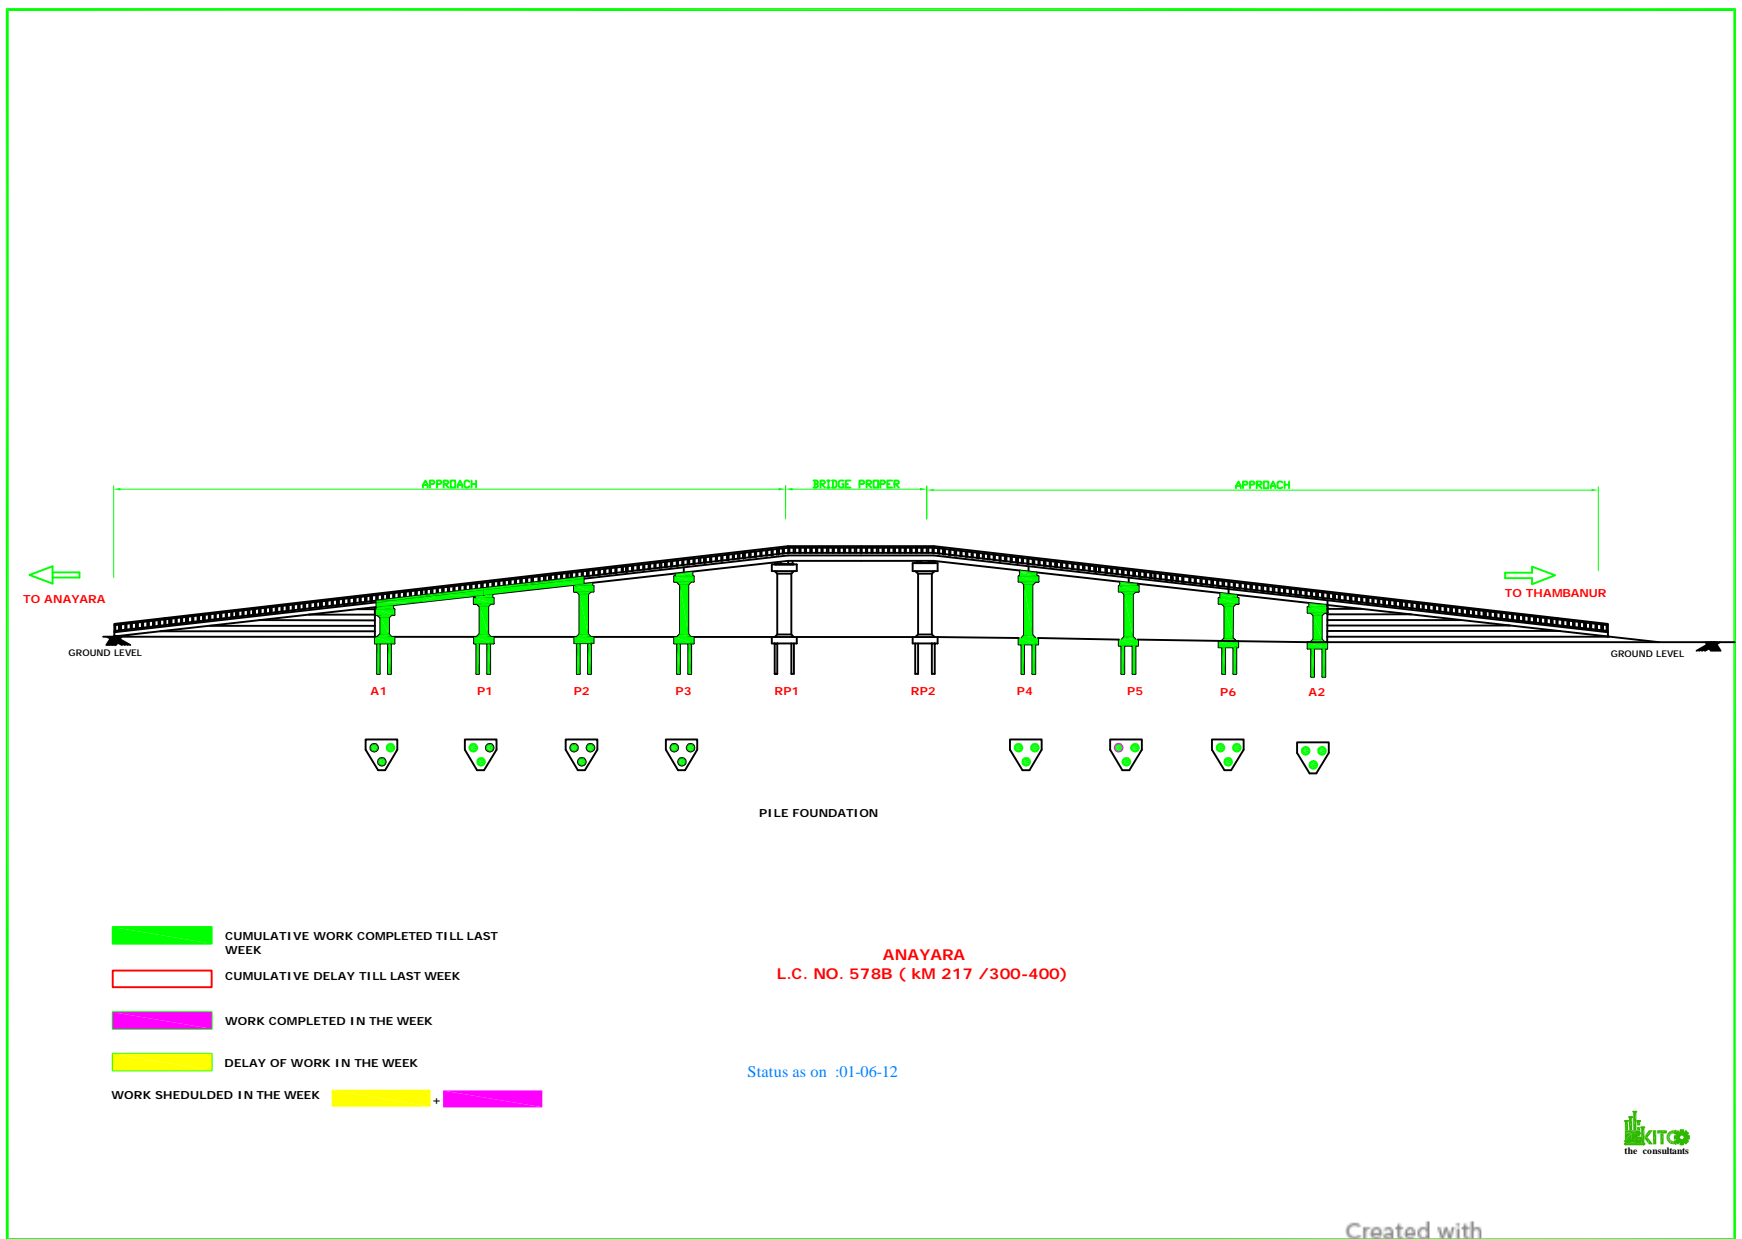 APPROACH
BRIDGE PROPER
APPROACH
TO ANAYARA
TO THAMBANUR
GROUND LEVEL
GROUND LEVEL
A1
P1
P2
P3
RP1
RP2
P4
P5
P6
A2
PILE FOUNDATION
CUMULATIVE WORK COMPLETED TILL LAST
WEEK
CUMULATIVE DELAY TILL LAST WEEK
WORK COMPLETED IN THE WEEK
DELAY OF WORK IN THE WEEK
WORK SHEDULDED IN THE WEEK +
ANAYARA
L.C. NO. 578B ( kM 217 /300-400)
Status as on :01-06-12
KITCO
the consultants
Created with